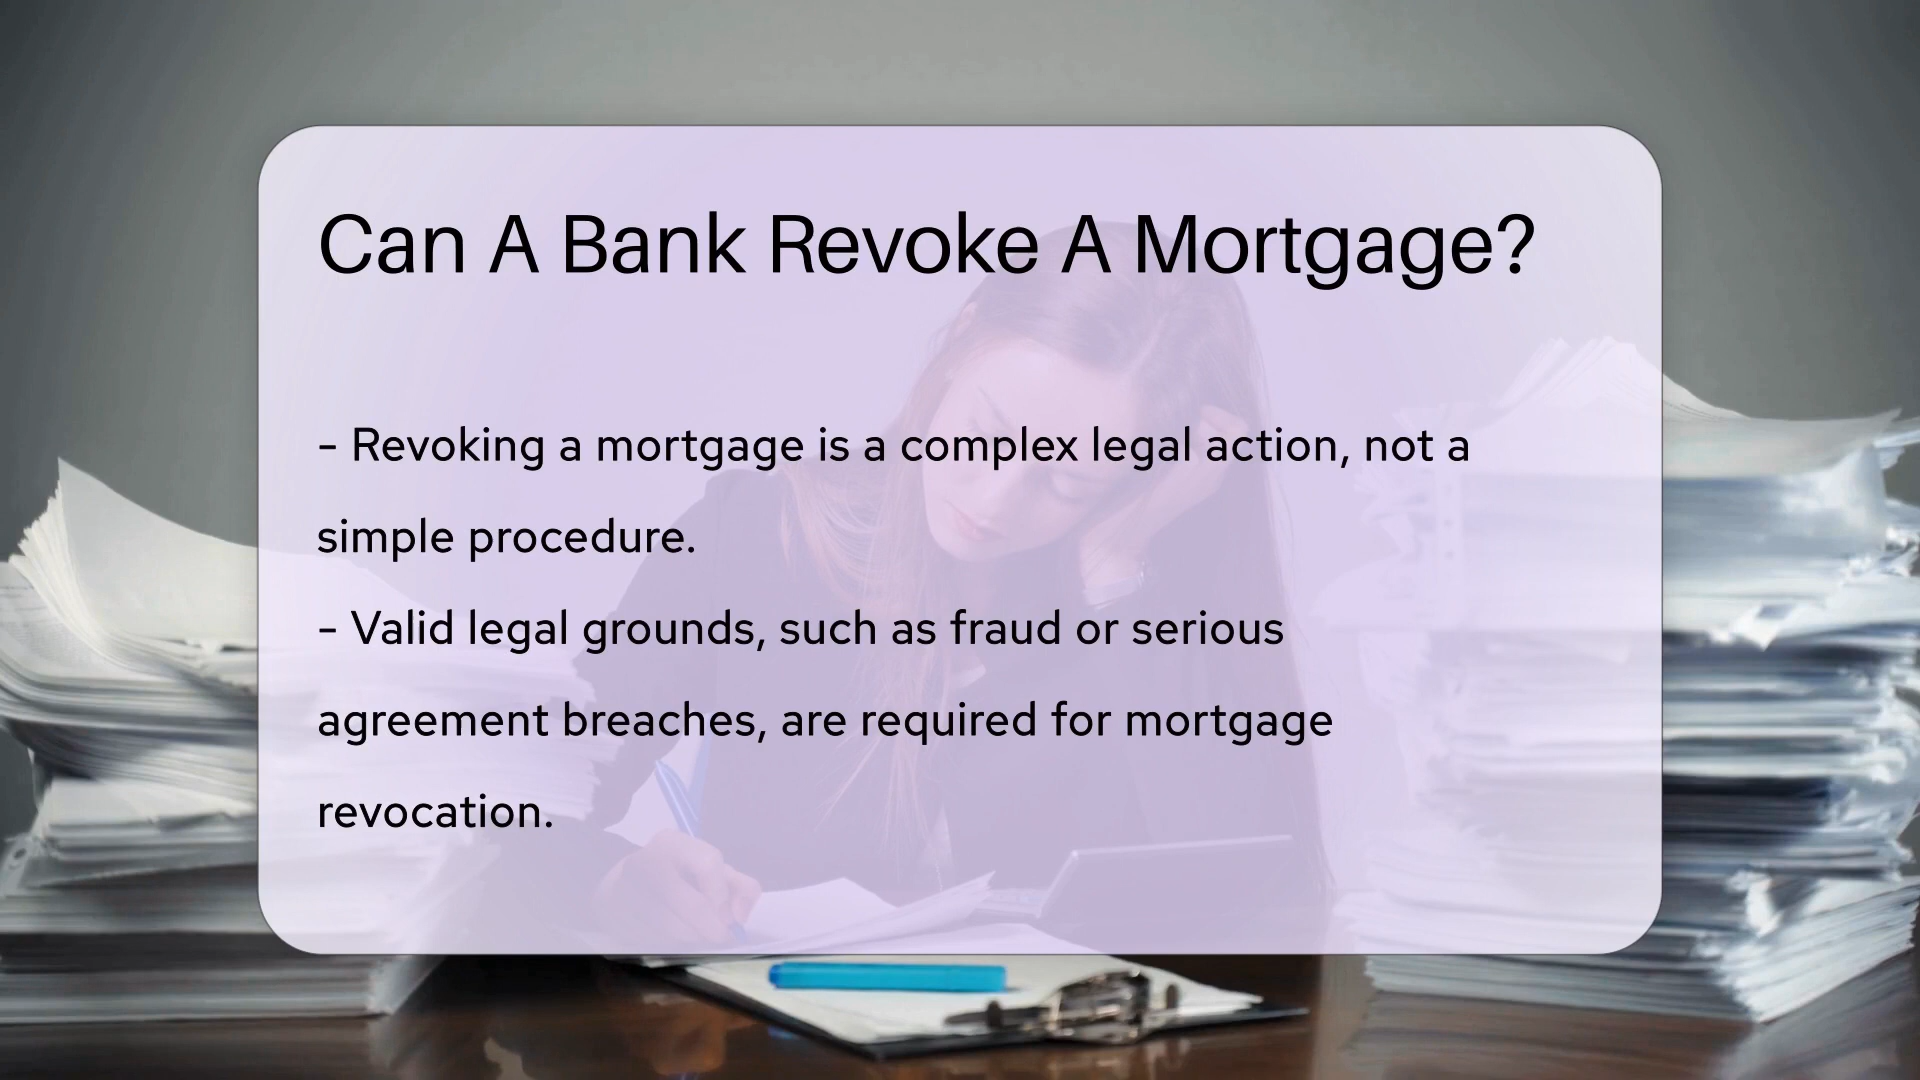 Can A Bank Revoke A Mortgage?
- Revoking a mortgage is a complex legal action, not a
simple procedure.
- Valid legal grounds, such as fraud or serious
agreement breaches, are required for mortgage
revocation.